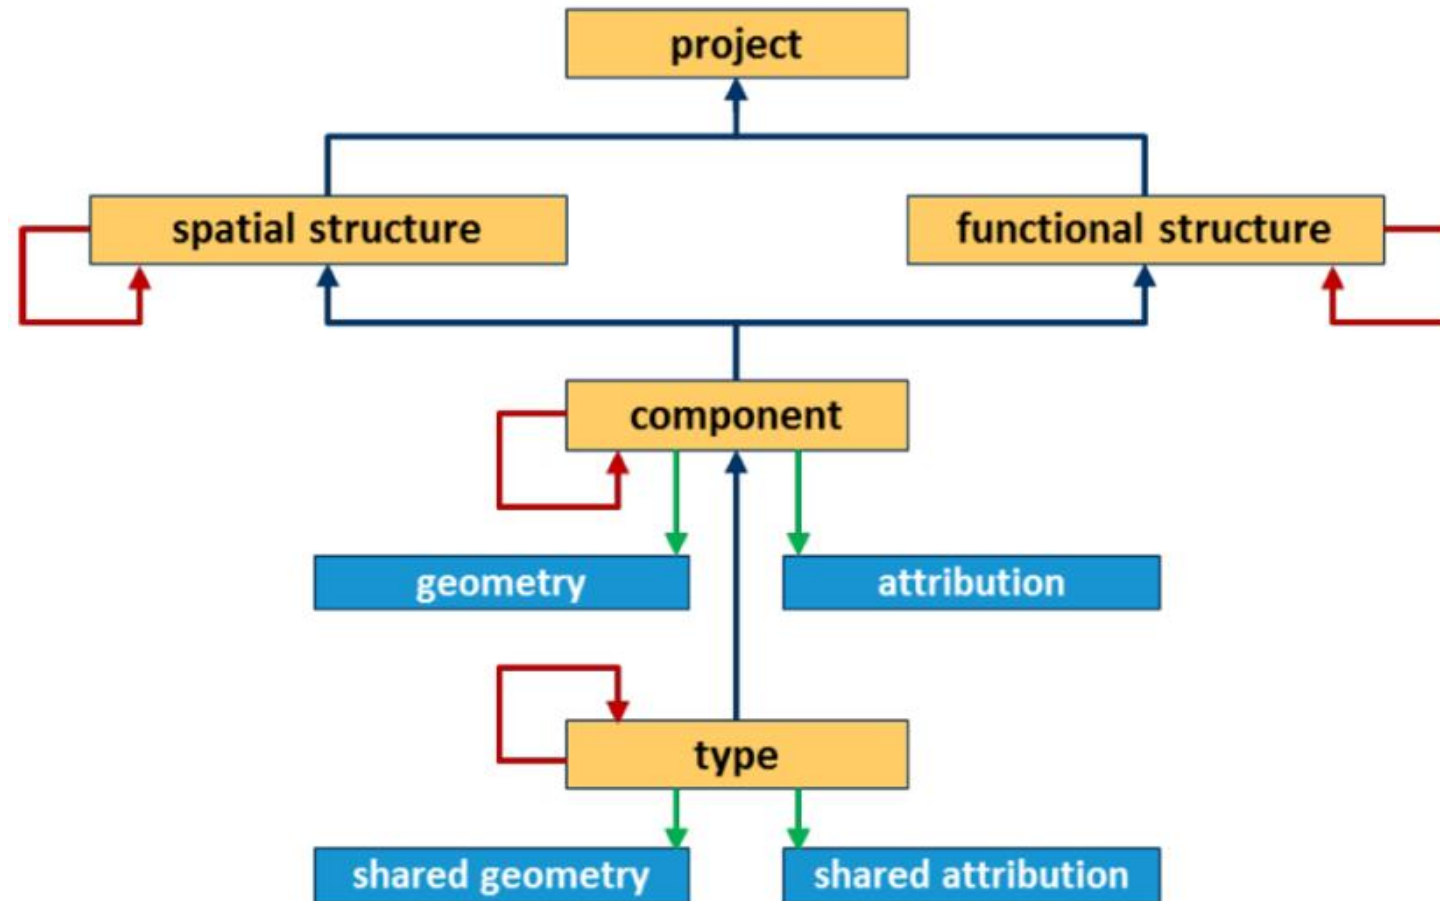 project
spatial structure
functional structure
component
geometry
attribution
type
shared geometry
shared attribution